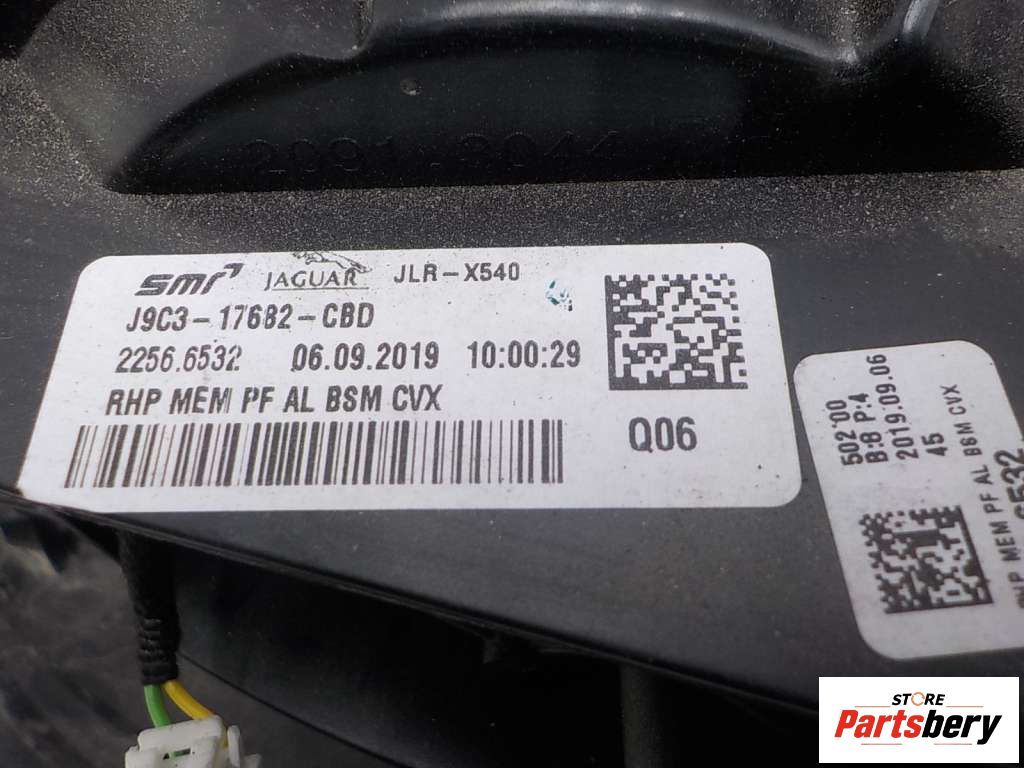 smr JAGUAR JLR-X540
J9C3-17682-CBD
22566532 06.09.2019 10:00:29
RHP MEM PF AL BSM CVX
Q06
502'00
B:8 P:4
2019.09.06
45
RHP MEM PF AL BSM CVX
6532
STORE
Partsbery